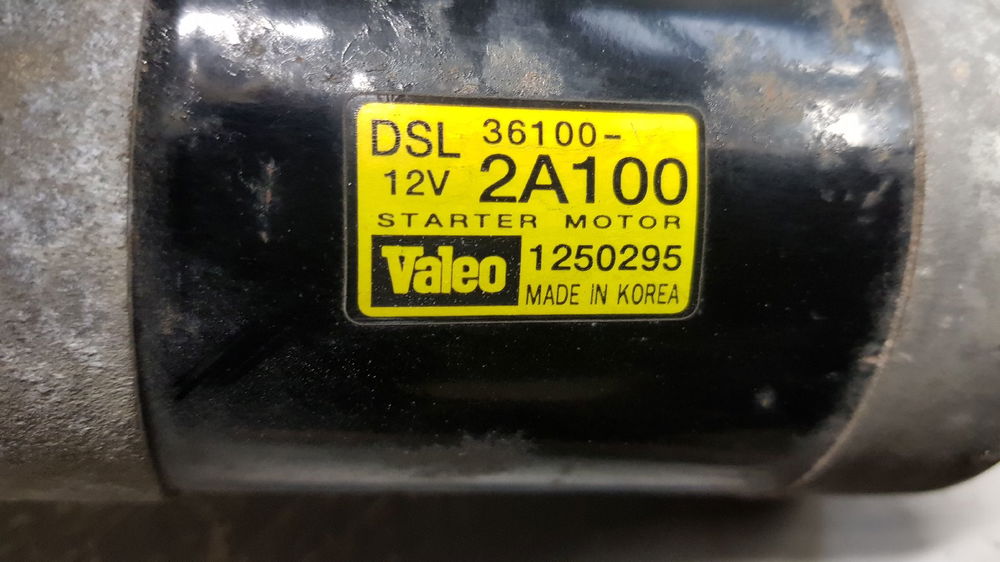 DSL 36100-
12V 2A100
STARTER MOTOR
Valeo 1250295
MADE IN KOREA